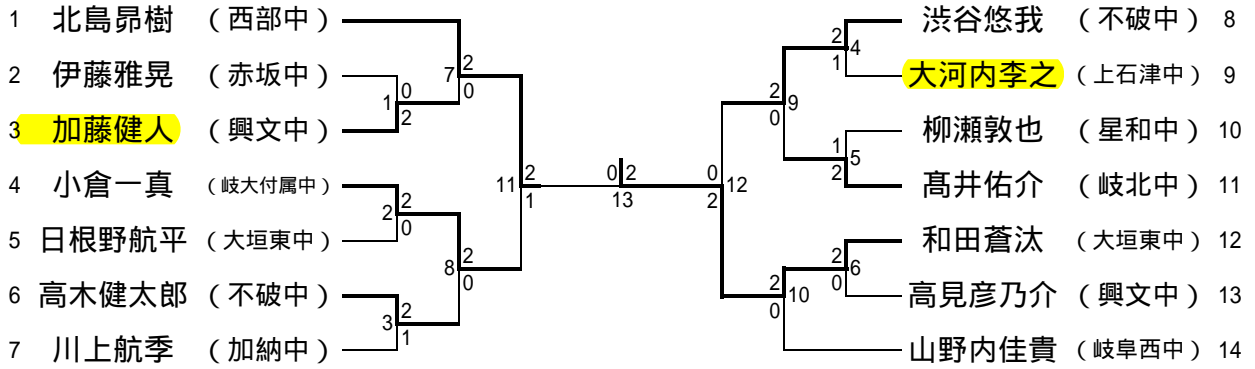 1 北島昴樹 （西部中）
2 伊藤雅晃 （赤坂中）
3 加藤健人 （興文中）
4 小倉一真 （岐大付属中）
5 日根野航平 （大垣東中）
6 高木健太郎 （不破中）
7 川上航季 （加納中）
1 0 2
2 2 0
3 2 1
7 2 0
8 2 0
11 2 1
0 2
13
0 12 2
2 9 0
2 10 0
2 4 1
1 5 2
2 6 0
渋谷悠我 （不破中） 8
大河内李之 （上石津中） 9
柳瀬敦也 （星和中） 10
髙井佑介 （岐北中） 11
和田蒼汰 （大垣東中） 12
高見彦乃介 （興文中） 13
山野内佳貴 （岐阜西中） 14